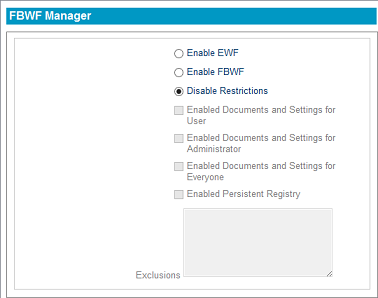 FBWF Manager
Enable EWF
Enable FBWF
Disable Restrictions
Enabled Documents and Settings for
User
Enabled Documents and Settings for
Administrator
Enabled Documents and Settings for
Everyone
Enabled Persistent Registry
Exclusions